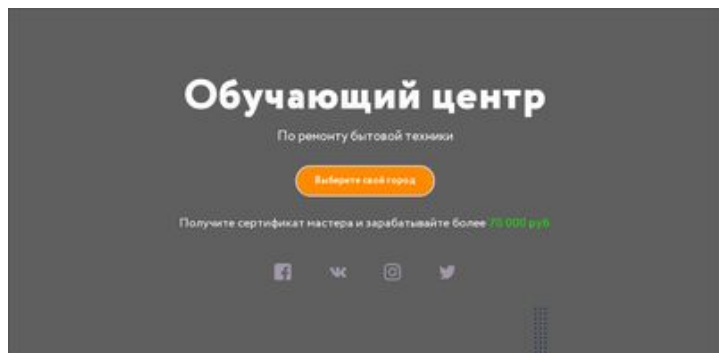 Обучающий центр
По ремонту бытовой техники
Выберете свой город
Получите сертификат мастера и зарабатывайте более 70 000 руб